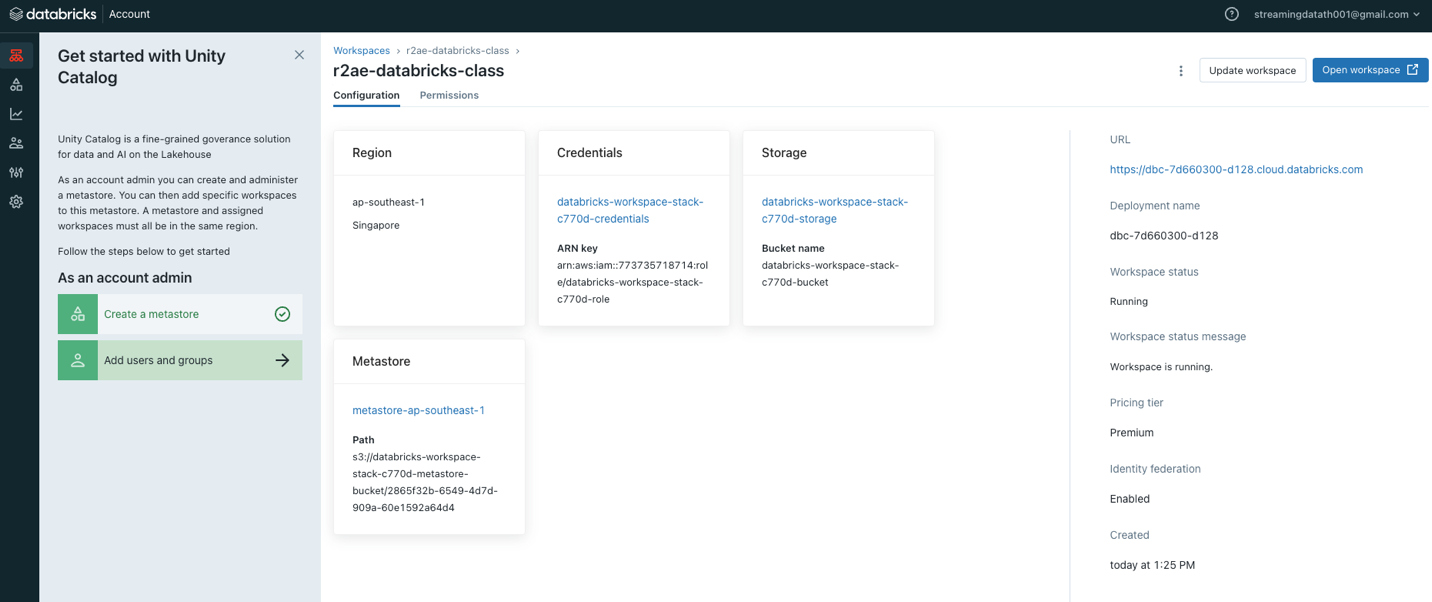 databricks Account
streamingdatath001@gmail.com
Get started with Unity
Catalog
Unity Catalog is a fine-grained goverance solution
for data and AI on the Lakehouse
As an account admin you can create and administer
a metastore. You can then add specific workspaces
to this metastore. A metastore and assigned
workspaces must all be in the same region.
Follow the steps below to get started
As an account admin
Create a metastore
Add users and groups
Workspaces › r2ae-databricks-class ›
r2ae-databricks-class
Update workspace
Open workspace
Configuration
Permissions
Region
ap-southeast-1
Singapore
Credentials
databricks-workspace-stack-
c770d-credentials
ARN key
arn:aws:iam::773735718714:rol
e/databricks-workspace-stack-
c770d-role
Storage
databricks-workspace-stack-
c770d-storage
Bucket name
databricks-workspace-stack-
c770d-bucket
Metastore
metastore-ap-southeast-1
Path
s3://databricks-workspace-
stack-c770d-metastore-
bucket/2865f32b-6549-4d7d-
909a-60e1592a64d4
URL
https://dbc-7d660300-d128.cloud.databricks.com
Deployment name
dbc-7d660300-d128
Workspace status
Running
Workspace status message
Workspace is running.
Pricing tier
Premium
Identity federation
Enabled
Created
today at 1:25 PM